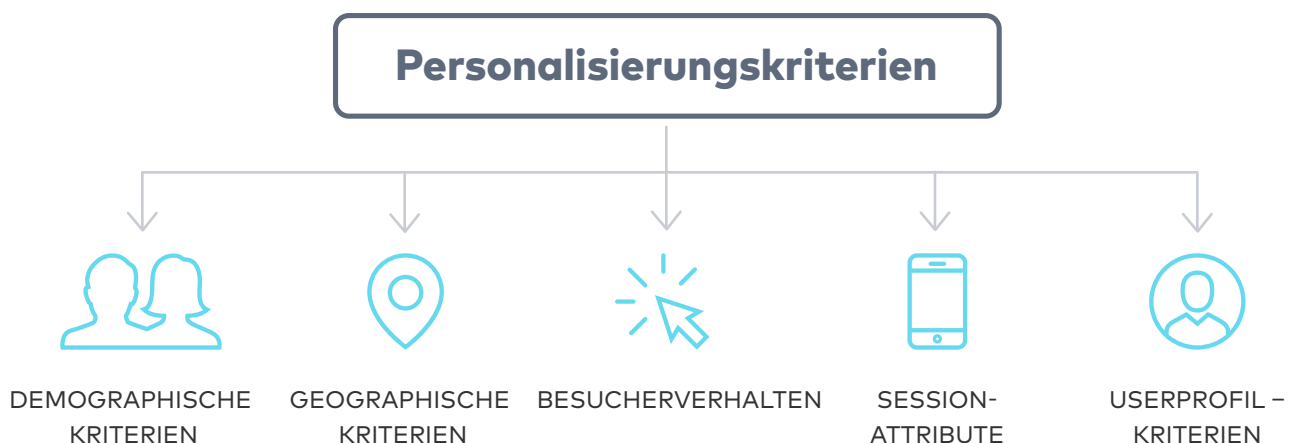 Personalisierungskriterien
DEMOGRAPHISCHE
KRITERIEN
GEOGRAPHISCHE
KRITERIEN
BESUCHERVERHALTEN
SESSION-
ATTRIBUTE
USERPROFIL –
KRITERIEN